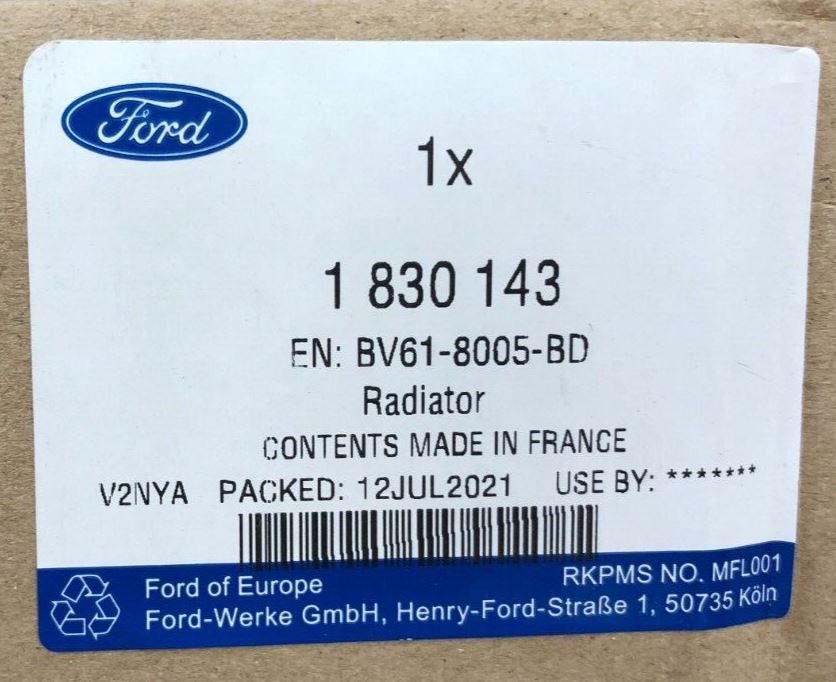 Ford
1x
1 830 143
EN: BV61-8005-BD
Radiator
CONTENTS MADE IN FRANCE
V2NYA PACKED: 12JUL2021 USE BY: *******
RKPMS NO. MFL001
Ford of Europe
Ford-Werke GmbH, Henry-Ford-Straße 1, 50735 Köln